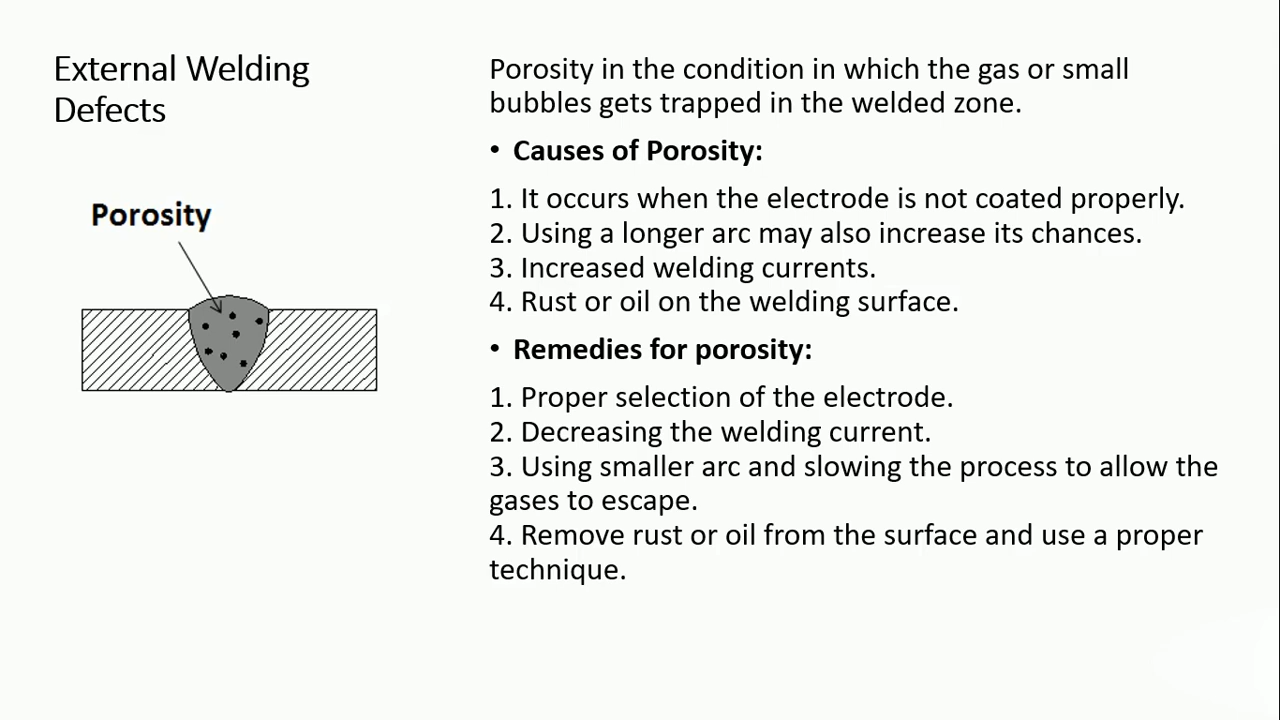 External Welding
Defects
Porosity
Porosity in the condition in which the gas or small
bubbles gets trapped in the welded zone.
• Causes of Porosity:
1. It occurs when the electrode is not coated properly.
2. Using a longer arc may also increase its chances.
3. Increased welding currents.
4. Rust or oil on the welding surface.
• Remedies for porosity:
1. Proper selection of the electrode.
2. Decreasing the welding current.
3. Using smaller arc and slowing the process to allow the
gases to escape.
4. Remove rust or oil from the surface and use a proper
technique.